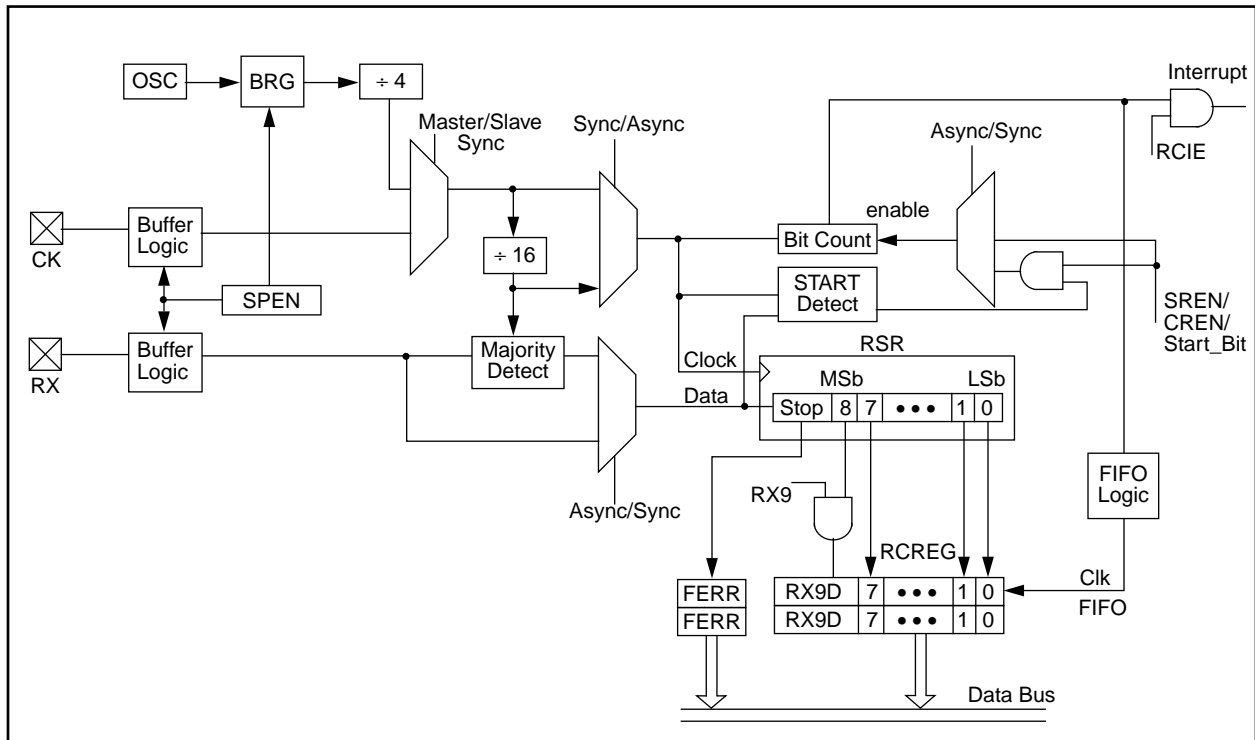 OSC
BRG
÷ 4
Interrupt
Master/Slave
Sync
Sync/Async
Async/Sync
RCIE
Buffer
Logic
CK
enable
Bit Count
÷ 16
SPEN
START
Detect
SREN/
CREN/
Start_Bit
Buffer
Logic
RX
Majority
Detect
Clock
RSR
MSb
LSb
Data
Stop 8 7 ••• 1 0
Async/Sync
RX9
FIFO
Logic
RCREG
Clk
FIFO
FERR
FERR
RX9D 7 ••• 1 0
RX9D 7 ••• 1 0
Data Bus